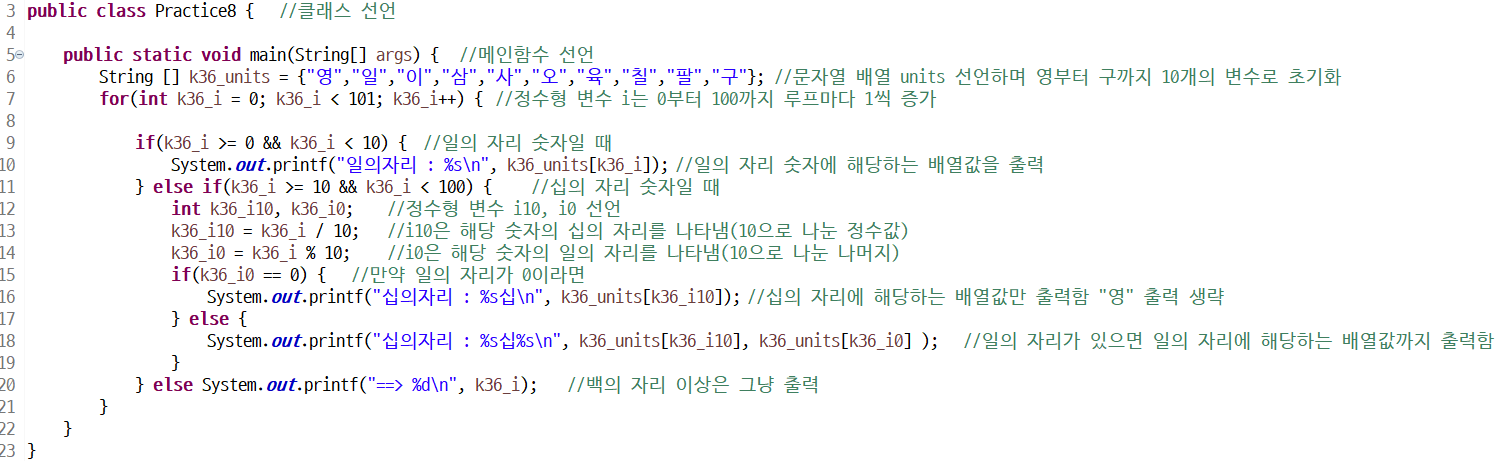 3 public class Practice8 {   //클래스 선언
4
5 public static void main(String[] args) {  //메인함수 선언
6 String [] k36_units = {"영","일","이","삼","사","오","육","칠","팔","구"}; //문자열 배열 units 선언하며 영부터 구까지 10개의 변수로 초기화
7 for(int k36_i = 0; k36_i < 101; k36_i++) { //정수형 변수 i는 0부터 100까지 루프마다 1씩 증가
8
9 if(k36_i >= 0 && k36_i < 10) {  //일의 자리 숫자일 때
10 System.out.printf("일의자리 : %s\n", k36_units[k36_i]); //일의 자리 숫자에 해당하는 배열값을 출력
11 } else if(k36_i >= 10 && k36_i < 100) {    //십의 자리 숫자일 때
12 int k36_i10, k36_i0;   //정수형 변수 i10, i0 선언
13 k36_i10 = k36_i / 10;   //i10은 해당 숫자의 십의 자리를 나타냄(10으로 나눈 정수값)
14 k36_i0 = k36_i % 10;   //i0은 해당 숫자의 일의 자리를 나타냄(10으로 나눈 나머지)
15 if(k36_i0 == 0) {   //만약 일의 자리가 0이라면
16 System.out.printf("십의자리 : %s십\n", k36_units[k36_i10]); //십의 자리에 해당하는 배열값만 출력함 "영" 출력 생략
17 } else {
18 System.out.printf("십의자리 : %s십%s\n", k36_units[k36_i10], k36_units[k36_i0] );   //일의 자리가 있으면 일의 자리에 해당하는 배열값까지 출력함
19 }
20 } else System.out.printf("==> %d\n", k36_i);   //백의 자리 이상은 그냥 출력
21 }
22 }
23 }